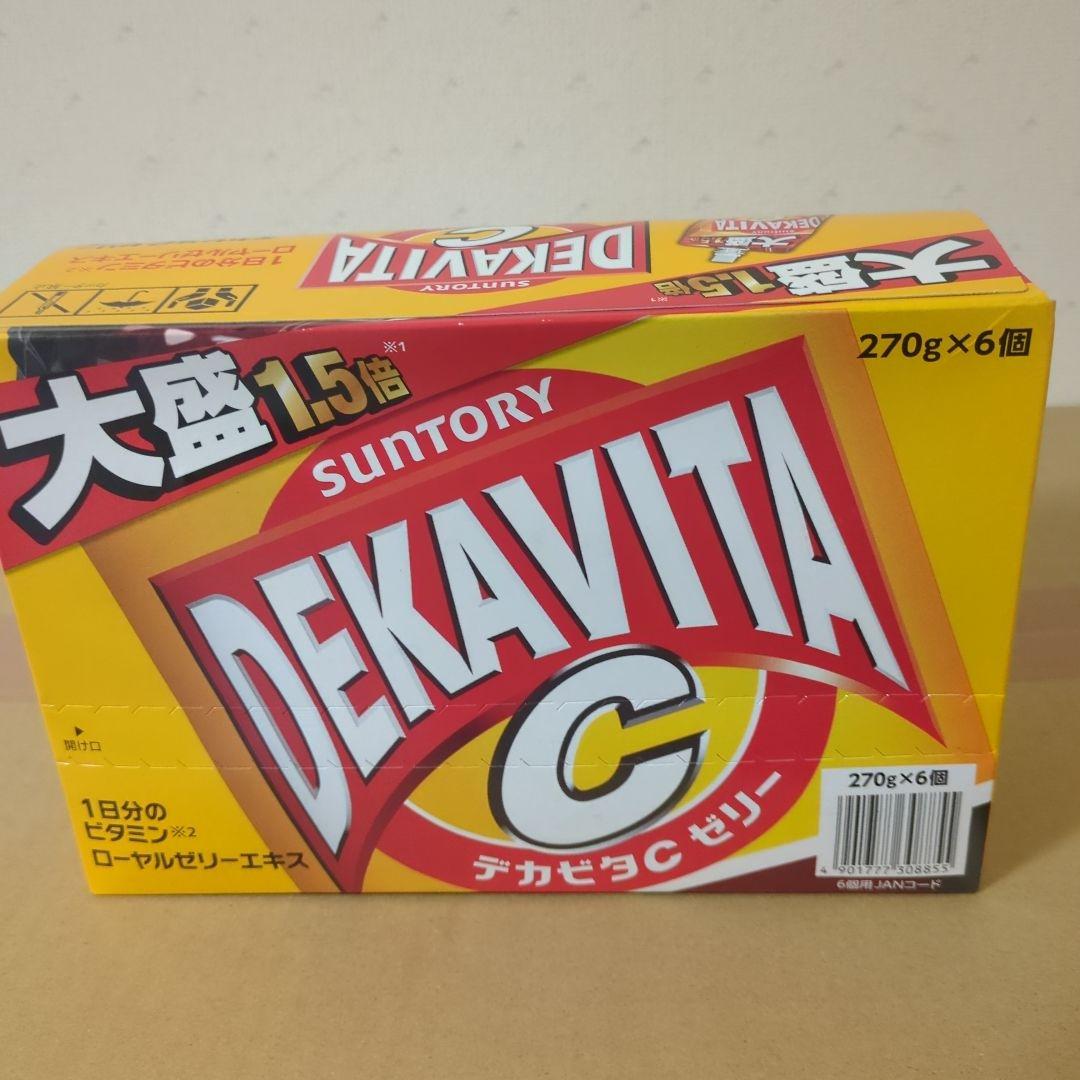 1日分のビタミン※2
ローヤルゼリーエキス
SUNTORY
DEKAVITA
C
大盛1.5倍
※1
DEKAVITA
大盛1.5倍※1
270g×6個
SUNTORY
DEKAVITA
C
デカビタC ゼリー
開け口
1日分の
ビタミン※2
ローヤルゼリーエキス
270g×6個
4 901777 308855
6個用JANコード